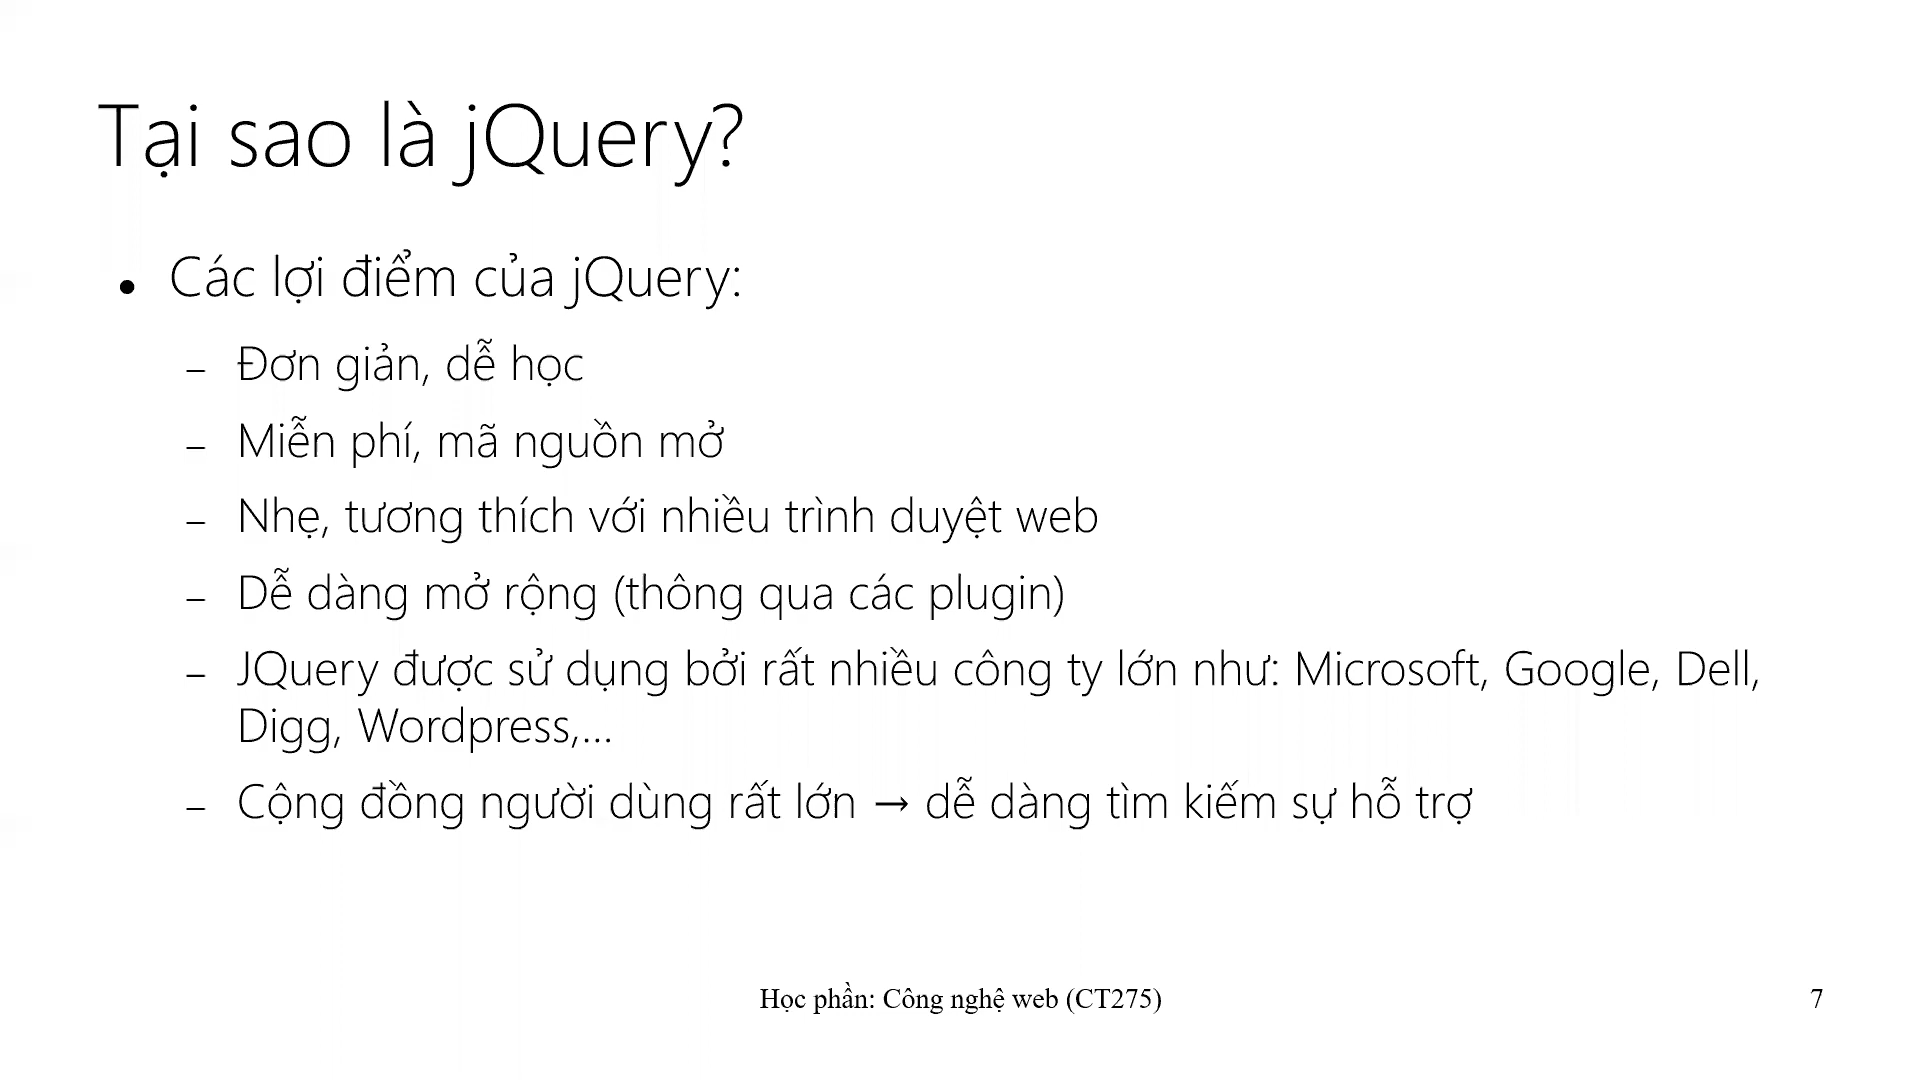 Tại sao là jQuery?
● Các lợi điểm của jQuery:
– Đơn giản, dễ học
– Miễn phí, mã nguồn mở
– Nhẹ, tương thích với nhiều trình duyệt web
– Dễ dàng mở rộng (thông qua các plugin)
– JQuery được sử dụng bởi rất nhiều công ty lớn như: Microsoft, Google, Dell,
Digg, Wordpress,...
– Cộng đồng người dùng rất lớn → dễ dàng tìm kiếm sự hỗ trợ
Học phần: Công nghệ web (CT275)
7